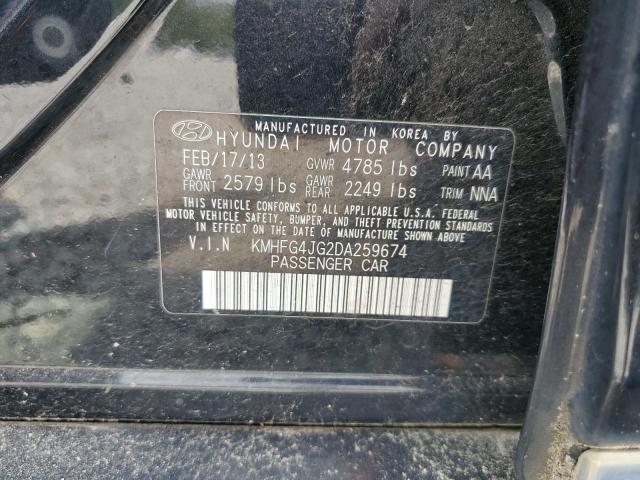 MANUFACTURED IN KOREA BY
HYUNDAI MOTOR COMPANY
FEB/17/13 GVWR 4785 lbs PAINT AA
GAWR FRONT 2579 lbs GAWR REAR 2249 lbs TRIM NNA
THIS VEHICLE CONFORMS TO ALL APPLICABLE U.S.A. FEDERAL
MOTOR VEHICLE SAFETY, BUMPER, AND THEFT PREVENTION STANDARDS
IN EFFECT ON THE DATE OF MANUFACTURE SHOWN ABOVE.
V.I.N KMHFG4JG2DA259674
PASSENGER CAR